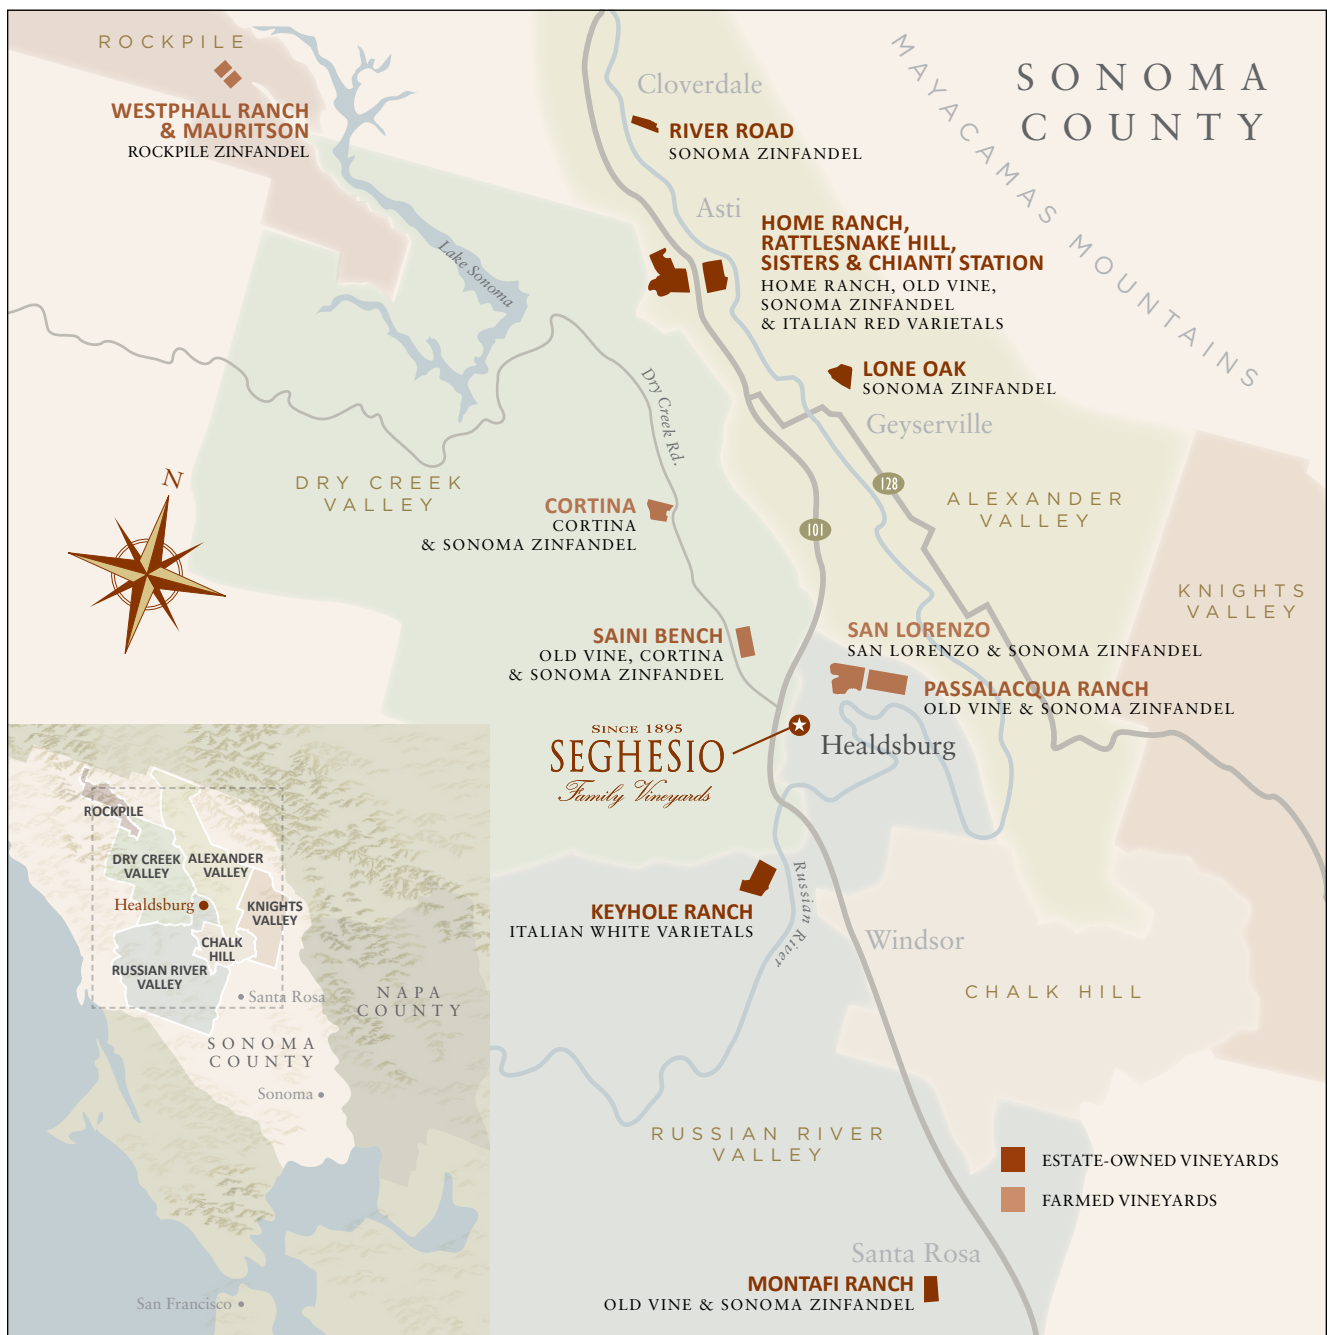 ROCKPILE
WESTPHALL RANCH
& MAURITSON
ROCKPILE ZINFANDEL
Cloverdale
RIVER ROAD
SONOMA ZINFANDEL
MAYACAMAS MOUNTAINS
SONOMA
COUNTY
Asti
HOME RANCH,
RATTLESNAKE HILL,
SISTERS & CHIANTI STATION
HOME RANCH, OLD VINE,
SONOMA ZINFANDEL
& ITALIAN RED VARIETALS
Lake Sonoma
LONE OAK
SONOMA ZINFANDEL
Geyserville
Dry Creek Rd.
N
DRY CREEK
VALLEY
CORTINA
CORTINA
& SONOMA ZINFANDEL
128
101
ALEXANDER
VALLEY
KNIGHTS
VALLEY
SAINI BENCH
OLD VINE, CORTINA
& SONOMA ZINFANDEL
SAN LORENZO
SAN LORENZO & SONOMA ZINFANDEL
PASSALACQUA RANCH
OLD VINE & SONOMA ZINFANDEL
SINCE 1895
SEGHESIO
Family Vineyards
Healdsburg
KEYHOLE RANCH
ITALIAN WHITE VARIETALS
Russian River
Windsor
CHALK HILL
RUSSIAN RIVER
VALLEY
ESTATE-OWNED VINEYARDS
FARMED VINEYARDS
Santa Rosa
MONTAFI RANCH
OLD VINE & SONOMA ZINFANDEL
ROCKPILE
DRY CREEK
VALLEY
ALEXANDER
VALLEY
Healdsburg
KNIGHTS
VALLEY
CHALK
HILL
RUSSIAN RIVER
VALLEY
Santa Rosa
NAPA
COUNTY
SONOMA
COUNTY
Sonoma
San Francisco